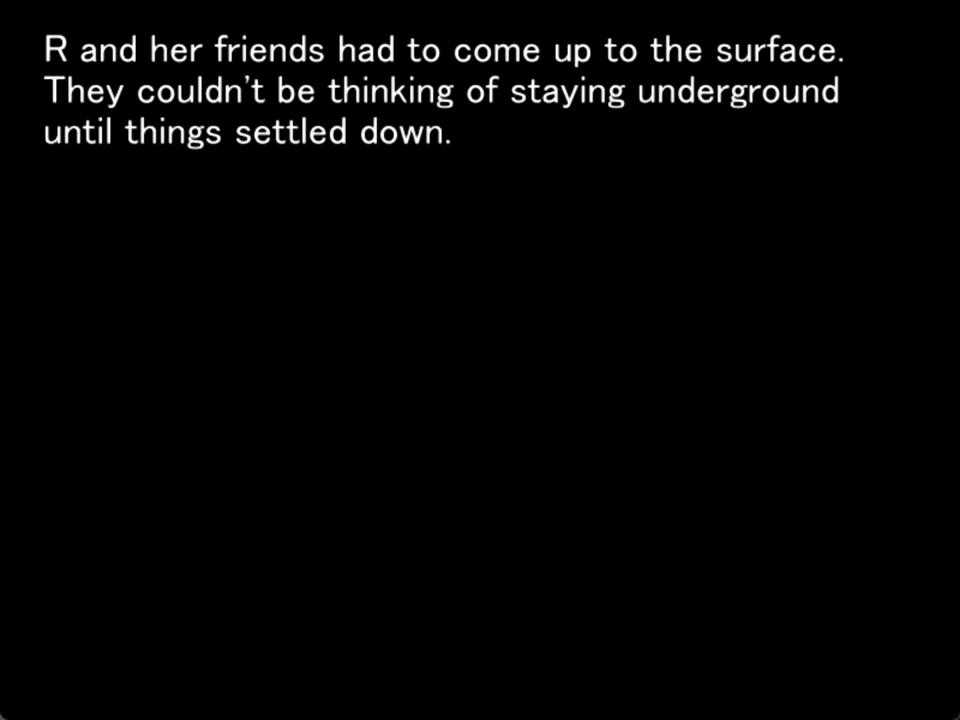 R and her friends had to come up to the surface.
They couldn't be thinking of staying underground
until things settled down.